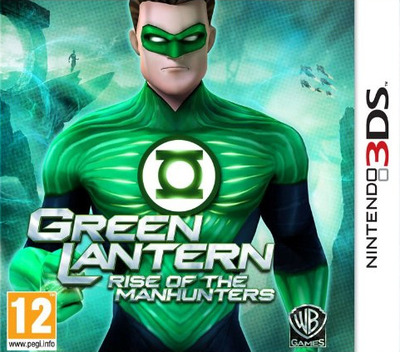 GREEN
LANTERN
RISE OF THE
MANHUNTERS
NINTENDO 3DS
12
www.pegi.info
WB
GAMES